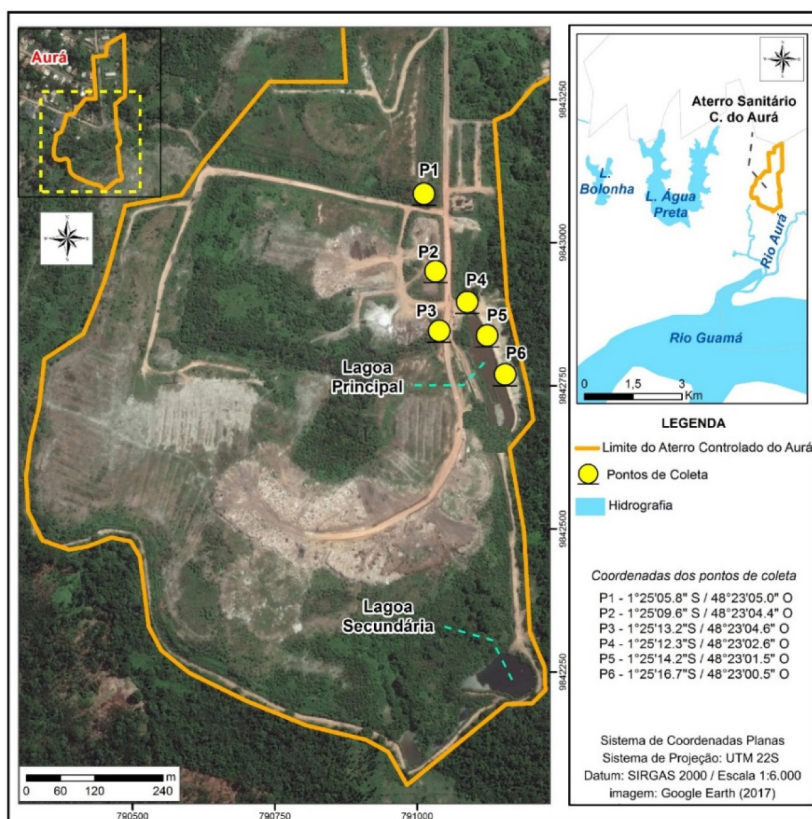 Aurá
P1
P2
P4
P3
P5
P6
Lagoa
Principal
Lagoa
Secundária
0 60 120 240 m
790500 790750 791000
9843250
9843000
9842750
9842500
9842250
Aterro Sanitário
C. do Aurá
L.
Bolonha
L. Água
Preta
Rio Aurá
Rio Guamá
0 1,5 3
Km
LEGENDA
Limite do Aterro Controlado do Aurá
Pontos de Coleta
Hidrografia
Coordenadas dos pontos de coleta
P1 - 1°25'05.8" S / 48°23'05.0" O
P2 - 1°25'09.6" S / 48°23'04.4" O
P3 - 1°25'13.2"S / 48°23'04.6" O
P4 - 1°25'12.3"S / 48°23'02.6" O
P5 - 1°25'14.2"S / 48°23'01.5" O
P6 - 1°25'16.7"S / 48°23'00.5" O
Sistema de Coordenadas Planas
Sistema de Projeção: UTM 22S
Datum: SIRGAS 2000 / Escala 1:6.000
imagem: Google Earth (2017)